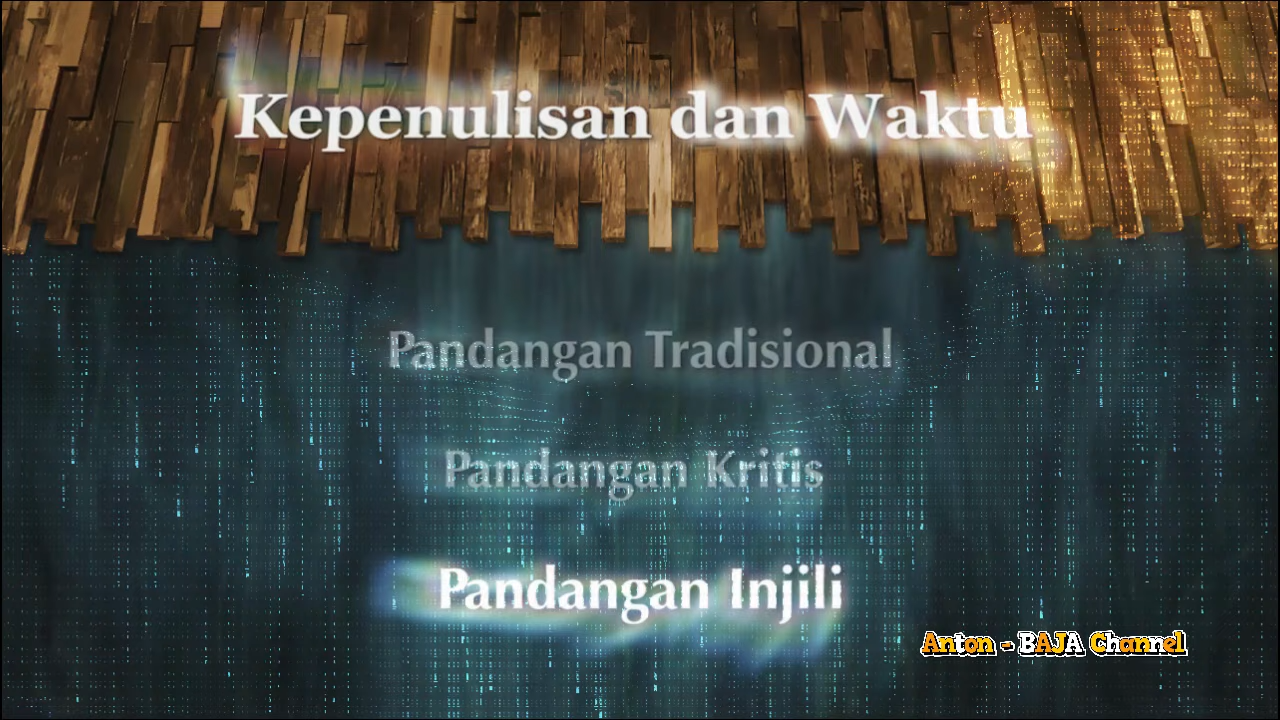 Kepenulisan dan Waktu
Pandangan Tradisional
Pandangan Kritis
Pandangan Injili
Anton - BAJA Channel